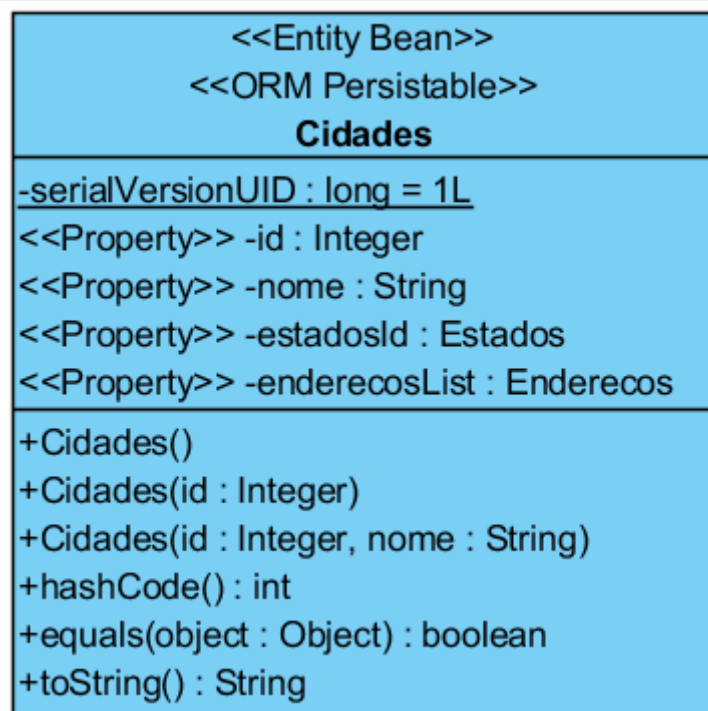 <<Entity Bean>>
<<ORM Persistable>>
Cidades
-serialVersionUID : long = 1L
<<Property>> -id : Integer
<<Property>> -nome : String
<<Property>> -estadosId : Estados
<<Property>> -enderecosList : Enderecos
+Cidades()
+Cidades(id : Integer)
+Cidades(id : Integer, nome : String)
+hashCode() : int
+equals(object : Object) : boolean
+toString() : String